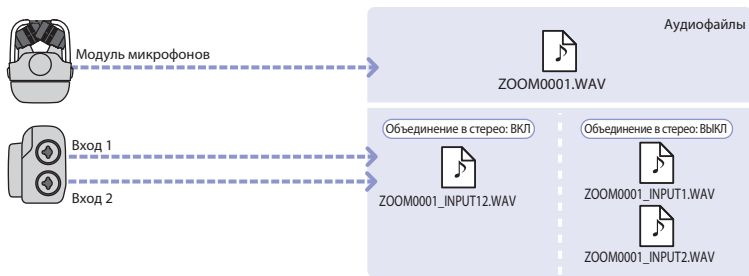 Аудиофайлы
Модуль микрофонов
ZOOM0001.WAV
Объединение в стерео: ВКЛ
Объединение в стерео: ВЫКЛ
Вход 1
Вход 2
ZOOM0001_INPUT12.WAV
ZOOM0001_INPUT1.WAV
ZOOM0001_INPUT2.WAV